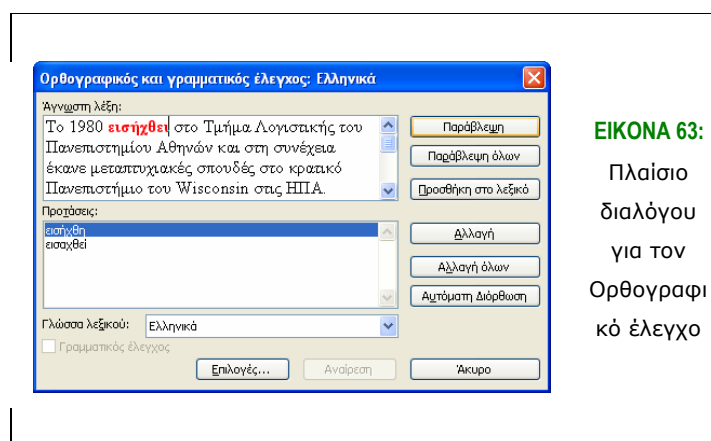 Ορθογραφικός και γραμματικός έλεγχος: Ελληνικά
Άγνωστη λέξη:
Το 1980 εισήχθει στο Τμήμα Λογιστικής του
Πανεπιστημίου Αθηνών και στη συνέχεια
έκανε μεταπτυχιακές σπουδές στο κρατικό
Πανεπιστήμιο του Wisconsin στις ΗΠΑ.
Παράβλεψη
Παράβλεψη όλων
Προσθήκη στο λεξικό
Προτάσεις:
εισήχθη
εισαχθεί
Αλλαγή
Αλλαγή όλων
Αυτόματη Διόρθωση
Γλώσσα λεξικού: Ελληνικά
Γραμματικός έλεγχος
Επιλογές... Αναίρεση Άκυρο
ΕΙΚΟΝΑ 63:
Πλαίσιο
διαλόγου
για τον
Ορθογραφι
κό έλεγχο